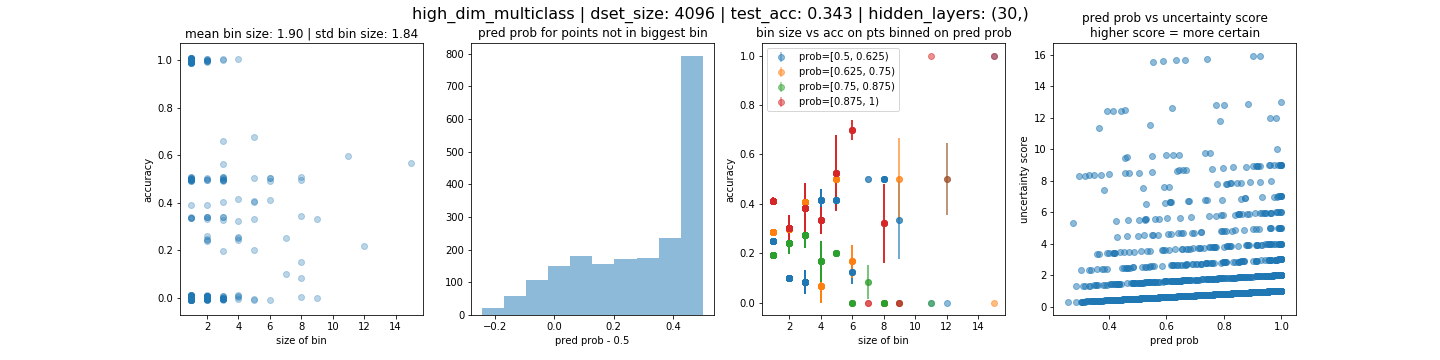 high_dim_multiclass | dset_size: 4096 | test_acc: 0.343 | hidden_layers: (30,)
mean bin size: 1.90 | std bin size: 1.84
accuracy
1.0
0.8
0.6
0.4
0.2
0.0
2 4 6 8 10 12 14
size of bin
pred prob for points not in biggest bin
800
700
600
500
400
300
200
100
0
−0.2 0.0 0.2 0.4
pred prob - 0.5
bin size vs acc on pts binned on pred prob
prob=[0.5, 0.625)
prob=[0.625, 0.75)
prob=[0.75, 0.875)
prob=[0.875, 1)
accuracy
1.0
0.8
0.6
0.4
0.2
0.0
2 4 6 8 10 12 14
size of bin
pred prob vs uncertainty score
higher score = more certain
uncertainty score
16
14
12
10
8
6
4
2
0
0.4 0.6 0.8 1.0
pred prob